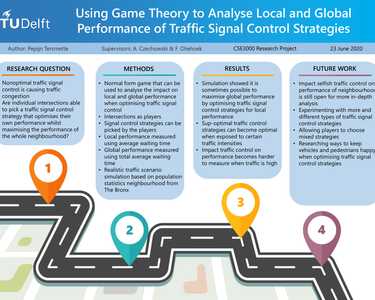 TUDelft
Using Game Theory to Analyse Local and Global
Performance of Traffic Signal Control Strategies
Author: Pepijn Tersmette
Supervisors: A. Czechowski & F. Oliehoek
CSE3000 Research Project
23 June 2020
RESEARCH QUESTION
Nonoptimal traffic signal
control is causing traffic
congestion
Are individual intersections able
to pick a traffic signal control
strategy that optimises their
own performance whilst
maximising the performance of
the whole neighbourhood?
METHODS
• Normal form game that can be
used to analyse the impact on
local and global performance
when optimising traffic signal
control
• Intersections as players
• Signal control strategies can be
picked by the players
• Local performance measured
using average waiting time
• Global performance measured
using total average waiting
time
• Realistic traffic scenario
simulation based on population
statistics neighbourhood from
The Bronx
RESULTS
• Simulation showed it is
sometimes possible to
maximise global performance
by optimising traffic signal
control strategies for local
performance
• Sup-optimal traffic control
strategies can become optimal
when exposed to certain
traffic intensities
• Impact traffic control on
performance becomes harder
to measure when traffic is high
FUTURE WORK
• Impact selfish traffic control on
performance of neighbourhood
is still open for more in-depth
analysis
• Experimenting with more and
different types of traffic signal
control strategies
• Allowing players to choose
mixed strategies
• Researching ways to keep
vehicles and pedestrians happy
when optimising traffic signal
control strategies
1
2
3
4